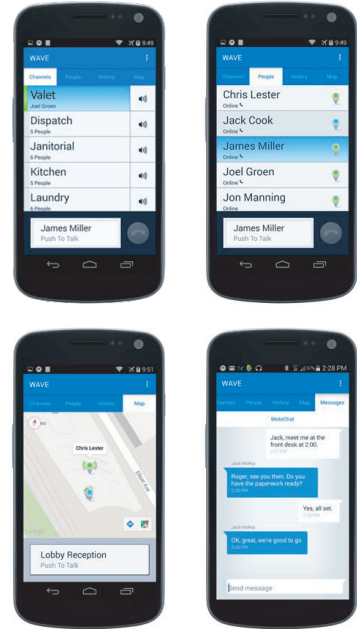 9:49
WAVE
Channels People History Map
Valet
Joel Groen
Dispatch
5 People
Janitorial
6 People
Kitchen
5 People
Laundry
5 People
James Miller
Push To Talk
9:49
WAVE
Channels People History Map
Chris Lester
Online
Jack Cook
Online
James Miller
Online
Joel Groen
Online
Jon Manning
Online
James Miller
Push To Talk
9:51
WAVE
Channels People History Map
Chris Lester
Lobby Reception
Push To Talk
2:28 PM
WAVE
People History Map Messages
MotoChat
Jack, meet me at the
front desk at 2:00.
Roger, see you then. Do you
have the paperwork ready?
Yes, all set.
OK, great, we're good to go.
Send message